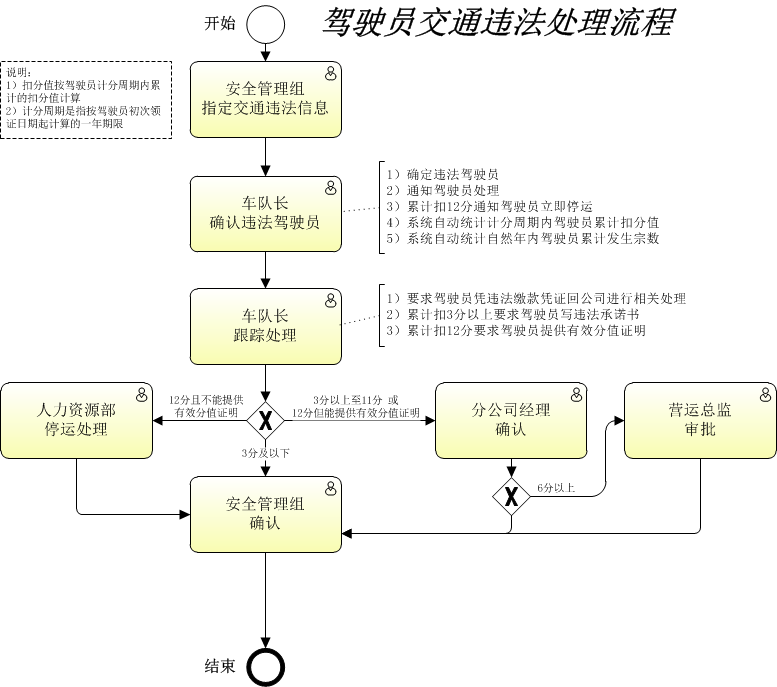 驾驶员交通违法处理流程
开始
说明:
1）扣分值按驾驶员计分周期内累
计的扣分值计算
2）计分周期是指按驾驶员初次领
证日期起计算的一年期限
安全管理组
指定交通违法信息
车队长
确认违法驾驶员
1）确定违法驾驶员
2）通知驾驶员处理
3）累计扣12分通知驾驶员立即停运
4）系统自动统计计分周期内驾驶员累计扣分值
5）系统自动统计自然年内驾驶员累计发生宗数
车队长
跟踪处理
1）要求驾驶员凭违法缴款凭证回公司进行相关处理
2）累计扣3分以上要求驾驶员写违法承诺书
3）累计扣12分要求驾驶员提供有效分值证明
人力资源部
停运处理
12分且不能提供
有效分值证明
X
3分以上至11分 或
12分但能提供有效分值证明
分公司经理
确认
营运总监
审批
3分及以下
X
6分以上
安全管理组
确认
结束